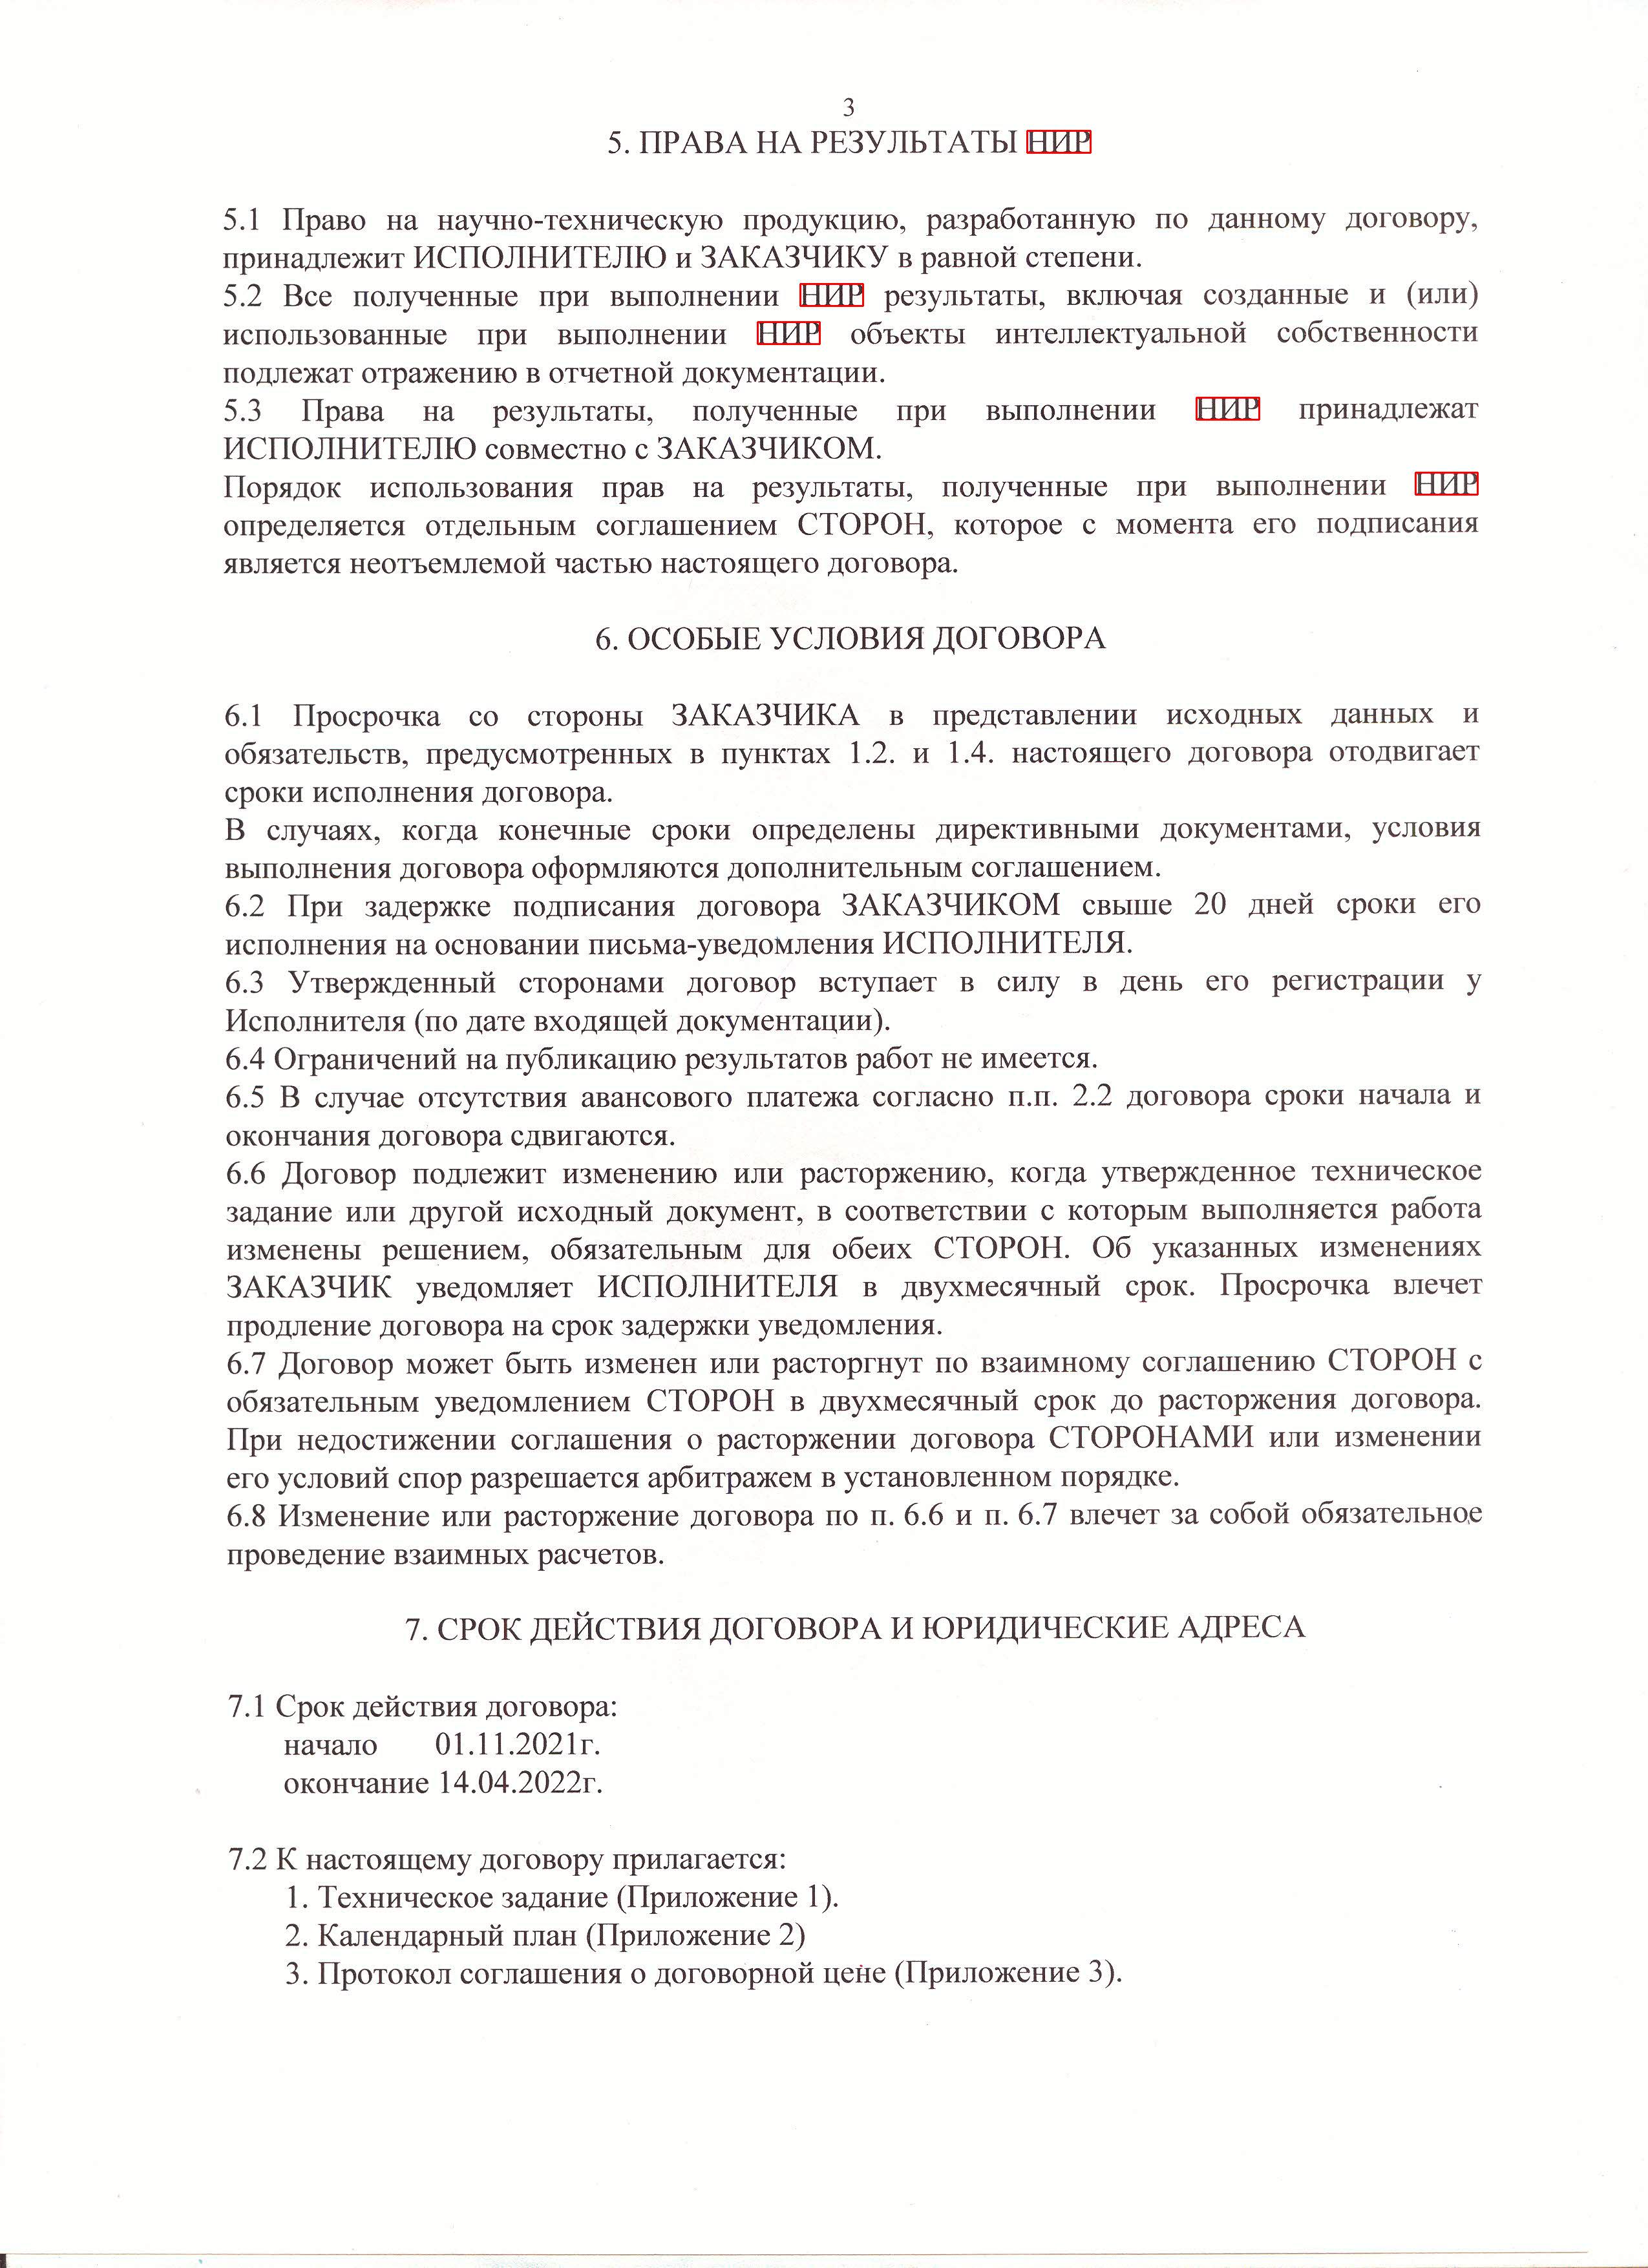 3
5. ПРАВА НА РЕЗУЛЬТАТЫ НИР
5.1 Право на научно-техническую продукцию, разработанную по данному договору,
принадлежит ИСПОЛНИТЕЛЮ и ЗАКАЗЧИКУ в равной степени.
5.2 Все полученные при выполнении НИР результаты, включая созданные и (или)
использованные при выполнении НИР объекты интеллектуальной собственности
подлежат отражению в отчетной документации.
5.3 Права на результаты, полученные при выполнении НИР принадлежат
ИСПОЛНИТЕЛЮ совместно с ЗАКАЗЧИКОМ.
Порядок использования прав на результаты, полученные при выполнении НИР
определяется отдельным соглашением СТОРОН, которое с момента его подписания
является неотъемлемой частью настоящего договора.
6. ОСОБЫЕ УСЛОВИЯ ДОГОВОРА
6.1 Просрочка со стороны ЗАКАЗЧИКА в представлении исходных данных и
обязательств, предусмотренных в пунктах 1.2. и 1.4. настоящего договора отодвигает
сроки исполнения договора.
В случаях, когда конечные сроки определены директивными документами, условия
выполнения договора оформляются дополнительным соглашением.
6.2 При задержке подписания договора ЗАКАЗЧИКОМ свыше 20 дней сроки его
исполнения на основании письма-уведомления ИСПОЛНИТЕЛЯ.
6.3 Утвержденный сторонами договор вступает в силу в день его регистрации у
Исполнителя (по дате входящей документации).
6.4 Ограничений на публикацию результатов работ не имеется.
6.5 В случае отсутствия авансового платежа согласно п.п. 2.2 договора сроки начала и
окончания договора сдвигаются.
6.6 Договор подлежит изменению или расторжению, когда утвержденное техническое
задание или другой исходный документ, в соответствии с которым выполняется работа
изменены решением, обязательным для обеих СТОРОН. Об указанных изменениях
ЗАКАЗЧИК уведомляет ИСПОЛНИТЕЛЯ в двухмесячный срок. Просрочка влечет
продление договора на срок задержки уведомления.
6.7 Договор может быть изменен или расторгнут по взаимному соглашению СТОРОН с
обязательным уведомлением СТОРОН в двухмесячный срок до расторжения договора.
При недостижении соглашения о расторжении договора СТОРОНАМИ или изменении
его условий спор разрешается арбитражем в установленном порядке.
6.8 Изменение или расторжение договора по п. 6.6 и п. 6.7 влечет за собой обязательное
проведение взаимных расчетов.
7. СРОК ДЕЙСТВИЯ ДОГОВОРА И ЮРИДИЧЕСКИЕ АДРЕСА
7.1 Срок действия договора:
начало 01.11.2021г.
окончание 14.04.2022г.
7.2 К настоящему договору прилагается:
1. Техническое задание (Приложение 1).
2. Календарный план (Приложение 2)
3. Протокол соглашения о договорной цене (Приложение 3).